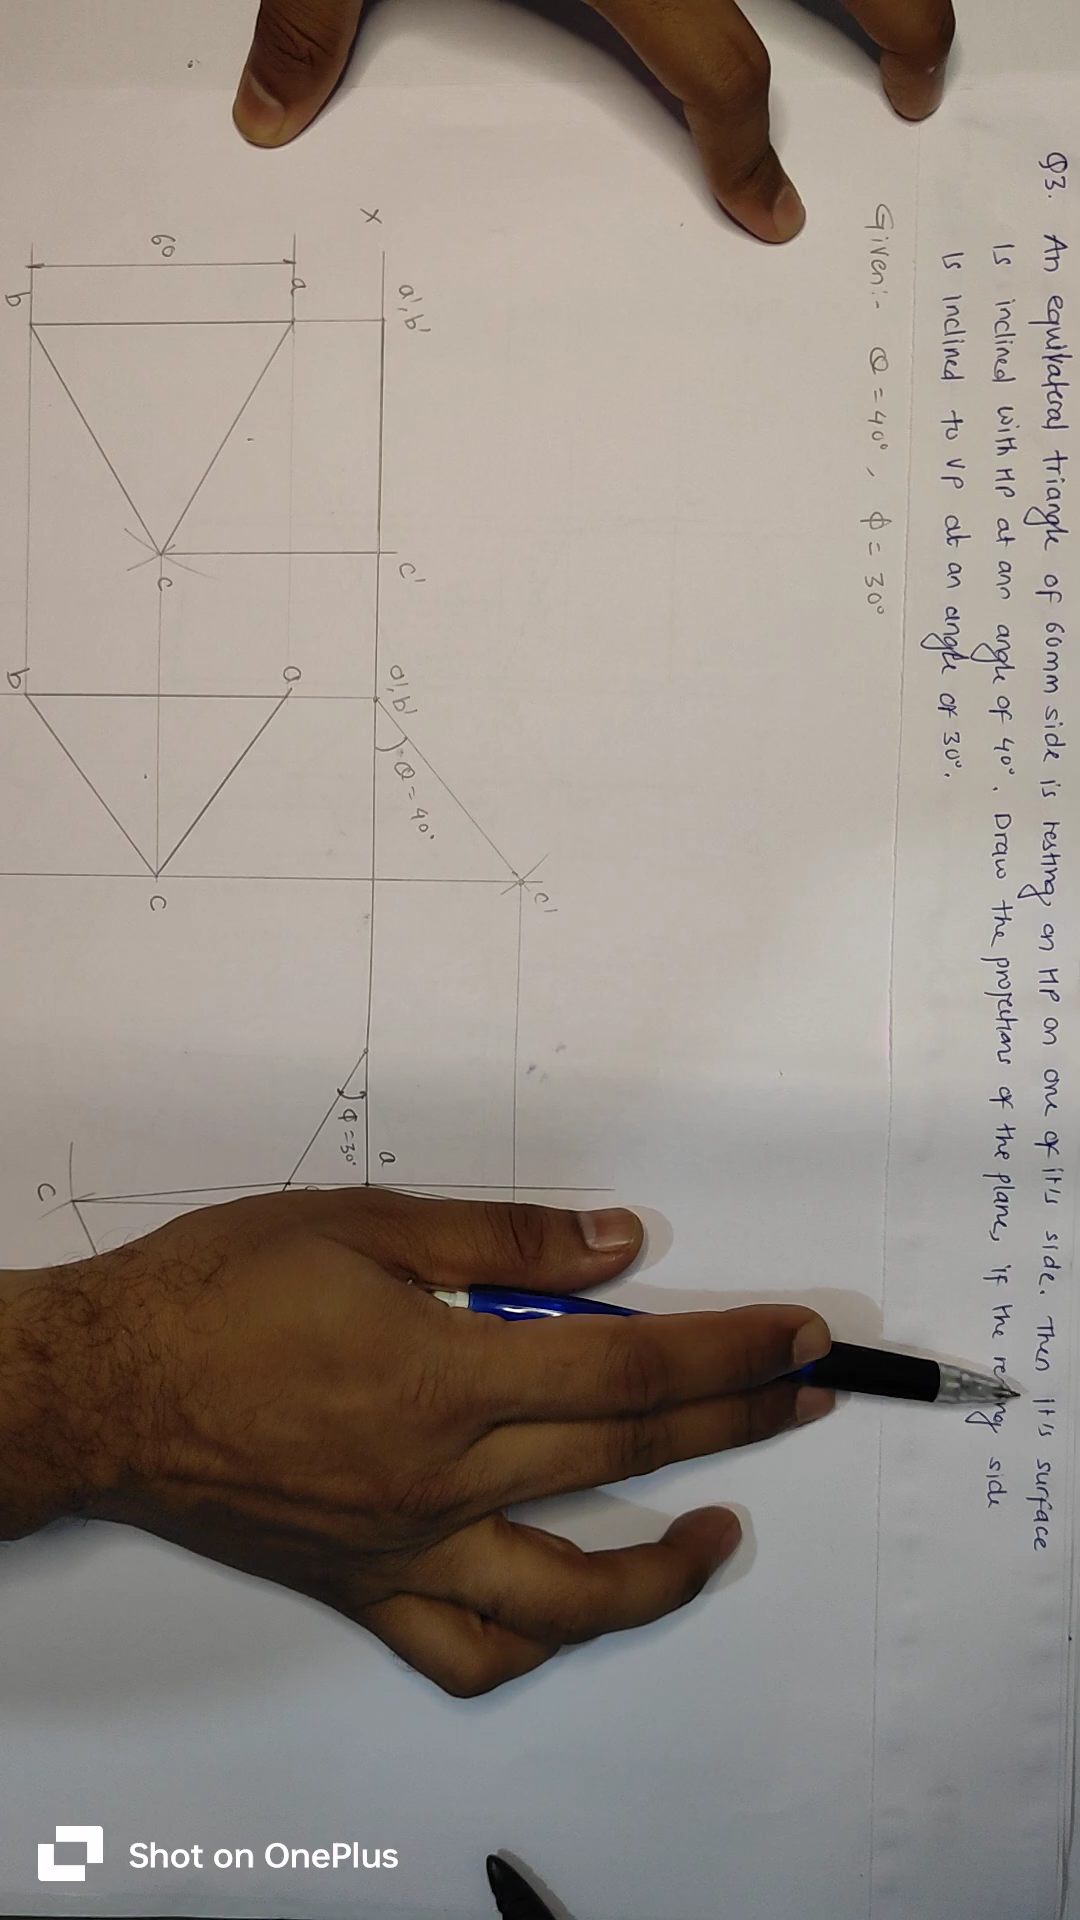 Q3. An equilateral triangle of 60mm side is resting on HP on one of it's side. Then it's surface
Is inclined with HP at ann angle of 40°. Draw the projections of the plane, if the side
Is inclined to VP at an angle of 30°.
Given:- θ = 40°, ϕ = 30°
c'
a',b'
c'
a',b'
θ = 40°
X
a
ϕ = 30°
a
a
60
c
c
c
b
b
Shot on OnePlus